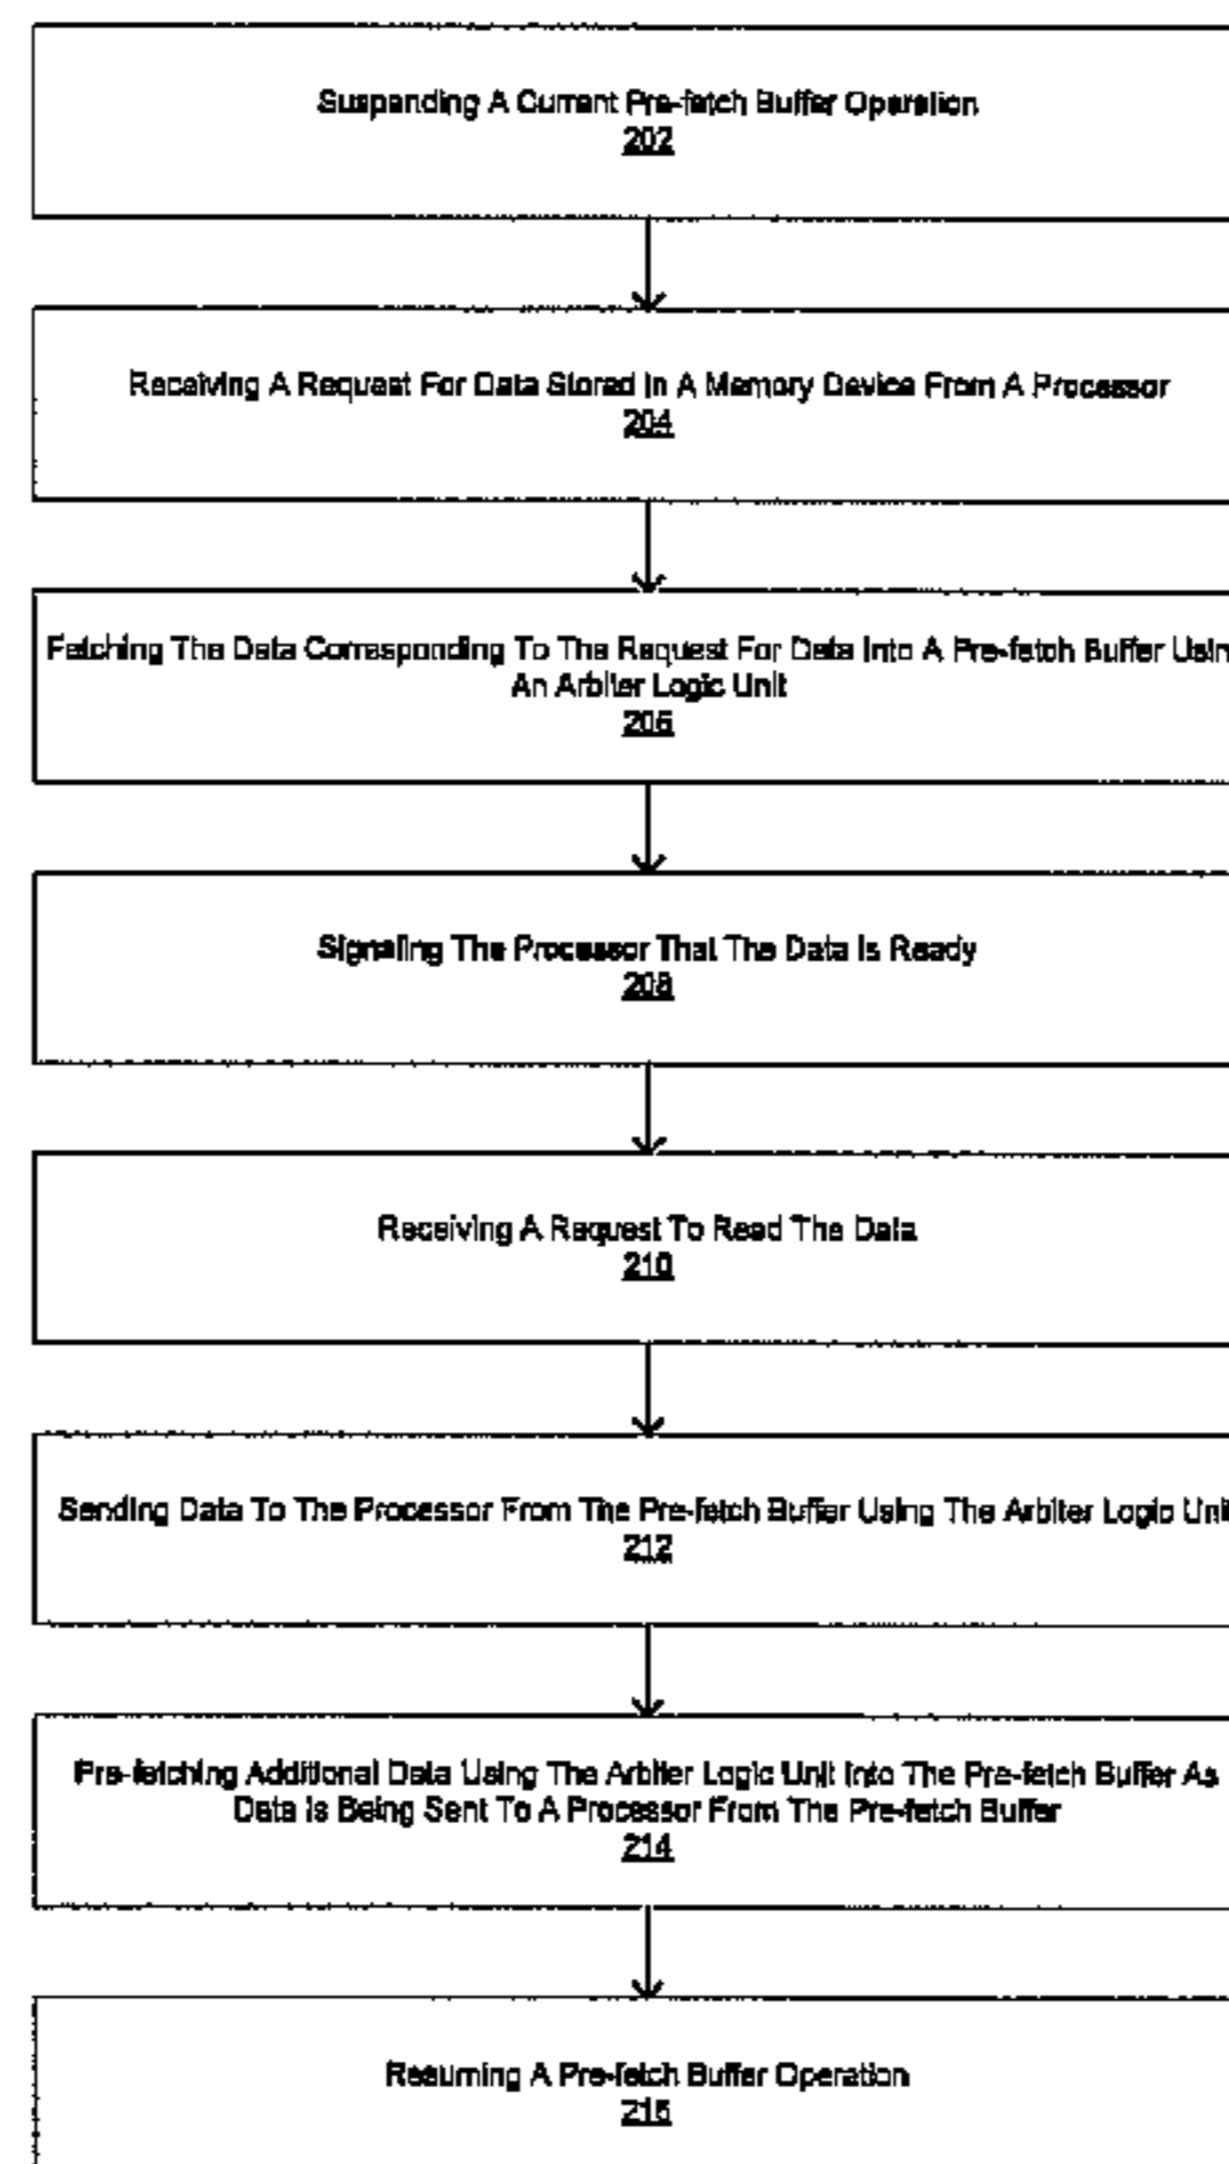 Suspending A Current Pre-fetch Buffer Operation
202
Receiving A Request For Data Stored In A Memory Device From A Processor
204
Fetching The Data Corresponding To The Request For Data Into A Pre-fetch Buffer Usin
An Arbiter Logic Unit
206
Signaling The Processor That The Data Is Ready
208
Receiving A Request To Read The Data
210
Sending Data To The Processor From The Pre-fetch Buffer Using The Arbiter Logic Unit
212
Pre-fetching Additional Data Using The Arbiter Logic Unit Into The Pre-fetch Buffer As
Data Is Being Sent To A Processor From The Pre-fetch Buffer
214
Resuming A Pre-fetch Buffer Operation
216